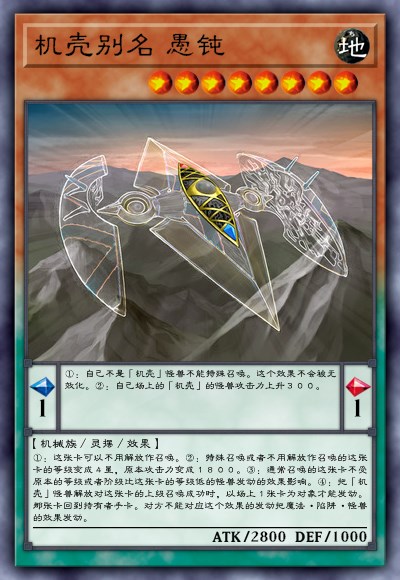 机壳别名 愚钝
地
①：自己不是「机壳」怪兽不能特殊召唤。这个效果不会被无
效化。②：自己场上的「机壳」的怪兽攻击力上升３００。
1
1
【机械族／灵摆／效果】
①：这张卡可以不用解放作召唤。②：特殊召唤或者不用解放作召唤的这张
卡的等级变成４星，原本攻击力变成１８００。③：通常召唤的这张卡不受
原本的等级或者阶级比这张卡的等级低的怪兽发动的效果影响。④：把「机
壳」怪兽解放对这张卡的上级召唤成功时，以场上１张卡为对象才能发动。
那张卡回到持有者手卡。对方不能对应这个效果的发动把魔法·陷阱·怪兽
的效果发动。
ATK/2800 DEF/1000